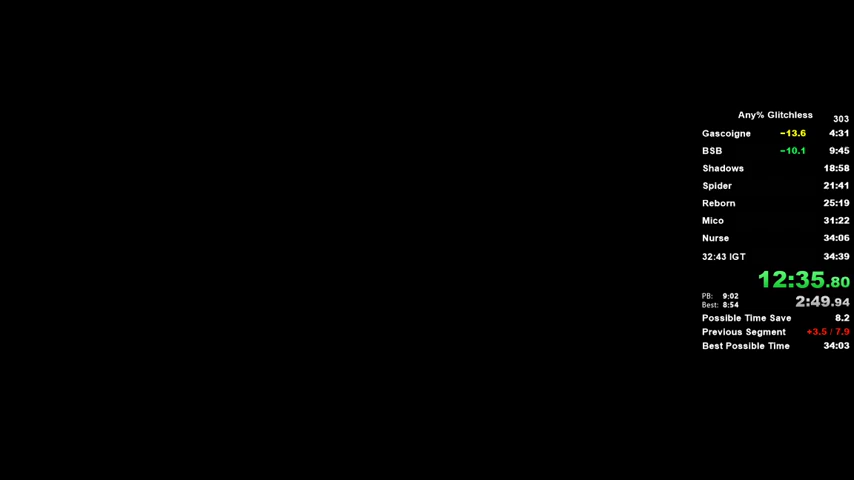 Any% Glitchless 303
Gascoigne −13.6 4:31
BSB −10.1 9:45
Shadows 18:58
Spider 21:41
Reborn 25:19
Mico 31:22
Nurse 34:06
32:43 IGT 34:39
12:35.80
PB: 9:02
Best: 8:54
2:49.94
Possible Time Save 8.2
Previous Segment +3.5 / 7.9
Best Possible Time 34:03